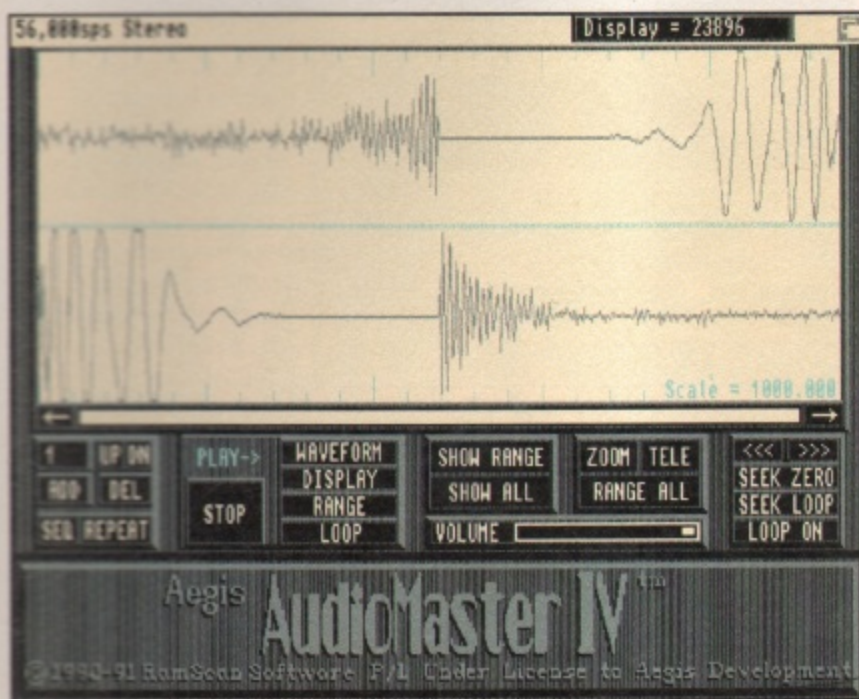 56,000sps Stereo
Display = 23896
Scale = 1000.000
← →
1 UP DN
ADD DEL
SEQ REPEAT
PLAY->
STOP
WAVEFORM
DISPLAY
RANGE
LOOP
SHOW RANGE
SHOW ALL
VOLUME
ZOOM TELE
RANGE ALL
<<< >>>
SEEK ZERO
SEEK LOOP
LOOP ON
Aegis AudioMaster IV tm
©1990-91 RamScan Software P/L Under License to Aegis Development